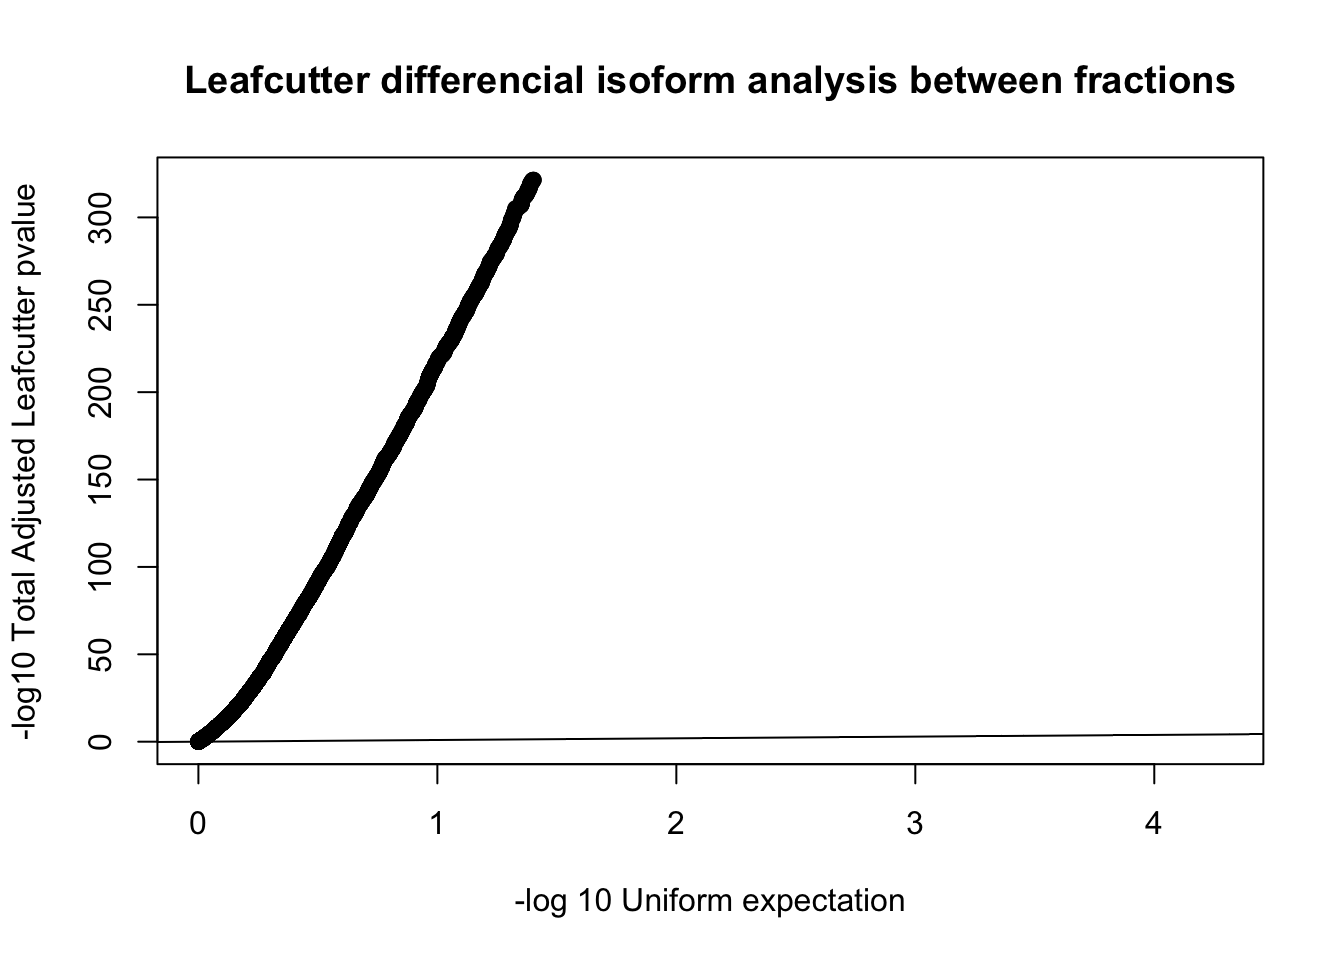 Leafcutter differencial isoform analysis between fractions
-log10 Total Adjusted Leafcutter pvalue
300
250
200
150
100
50
0
0 1 2 3 4
-log 10 Uniform expectation